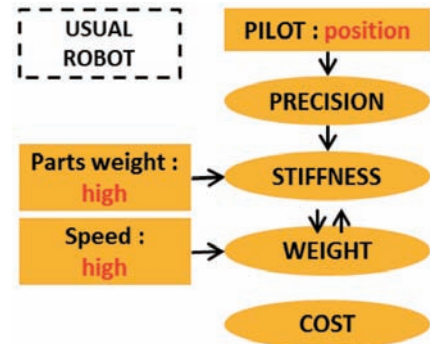 USUAL
ROBOT
PILOT : position
PRECISION
Parts weight :
high
STIFFNESS
Speed :
high
WEIGHT
COST